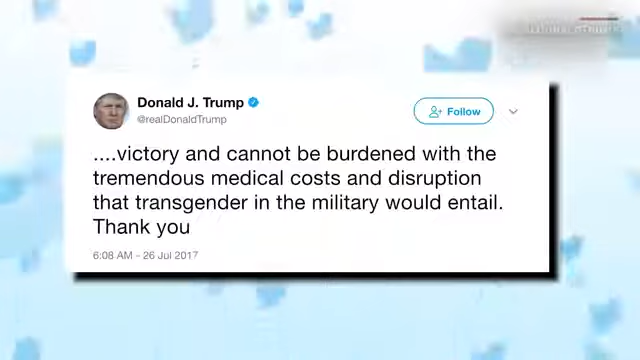 Donald J. Trump
@realDonaldTrump
Follow
....victory and cannot be burdened with the
tremendous medical costs and disruption
that transgender in the military would entail.
Thank you
6:08 AM - 26 Jul 2017